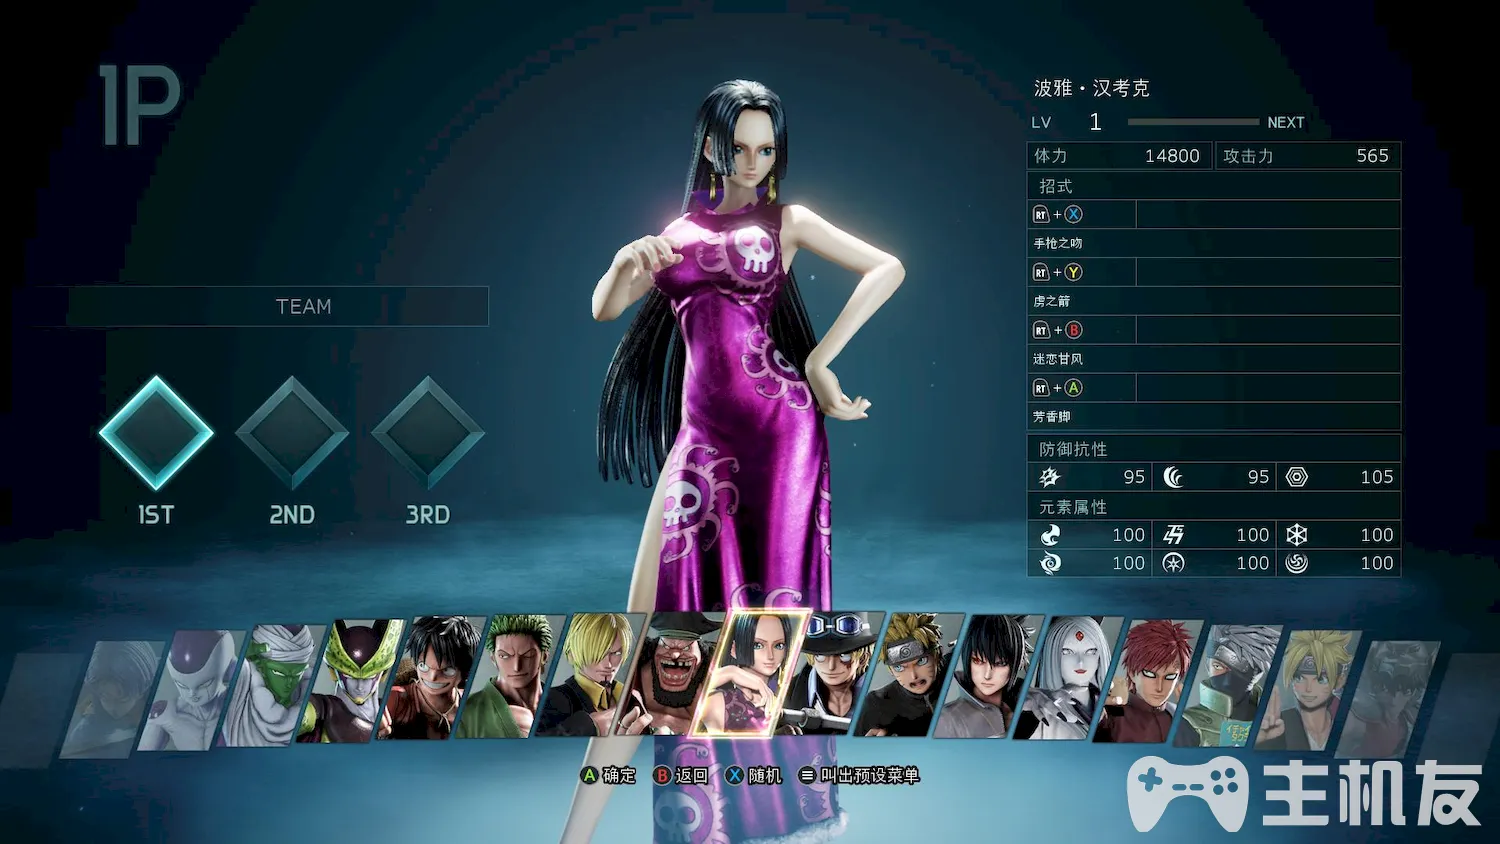 1P
波雅・汉考克
LV 1 NEXT
体力 14800 攻击力 565
招式
RT + X
手枪之吻
RT + Y
虏之箭
RT + B
迷恋甘风
RT + A
芳香脚
防御抗性
95 95 105
元素属性
100 100 100
100 100 100
TEAM
1ST 2ND 3RD
A 确定 B 返回 X 随机 叫出预设菜单
主机友